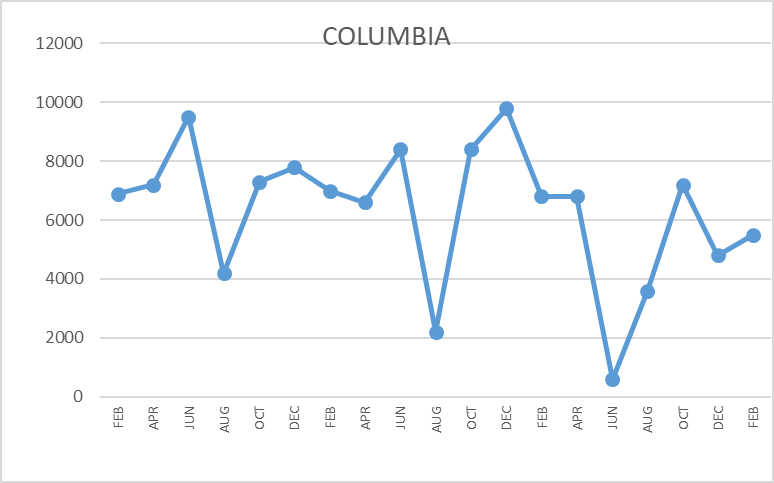 COLUMBIA
12000
10000
8000
6000
4000
2000
0
FEB
APR
JUN
AUG
OCT
DEC
FEB
APR
JUN
AUG
OCT
DEC
FEB
APR
JUN
AUG
OCT
DEC
FEB